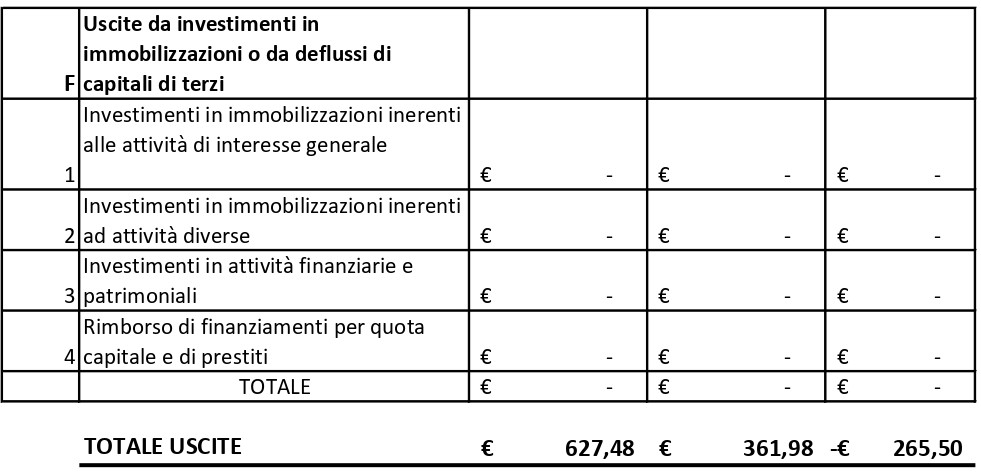 Uscite da investimenti in
immobilizzazioni o da deflussi di
F capitali di terzi
Investimenti in immobilizzazioni inerenti
alle attività di interesse generale
1 € - € - € -
Investimenti in immobilizzazioni inerenti
2 ad attività diverse € - € - € -
Investimenti in attività finanziarie e
3 patrimoniali € - € - € -
Rimborso di finanziamenti per quota
4 capitale e di prestiti € - € - € -
TOTALE € - € - € -
TOTALE USCITE € 627,48 € 361,98 -€ 265,50